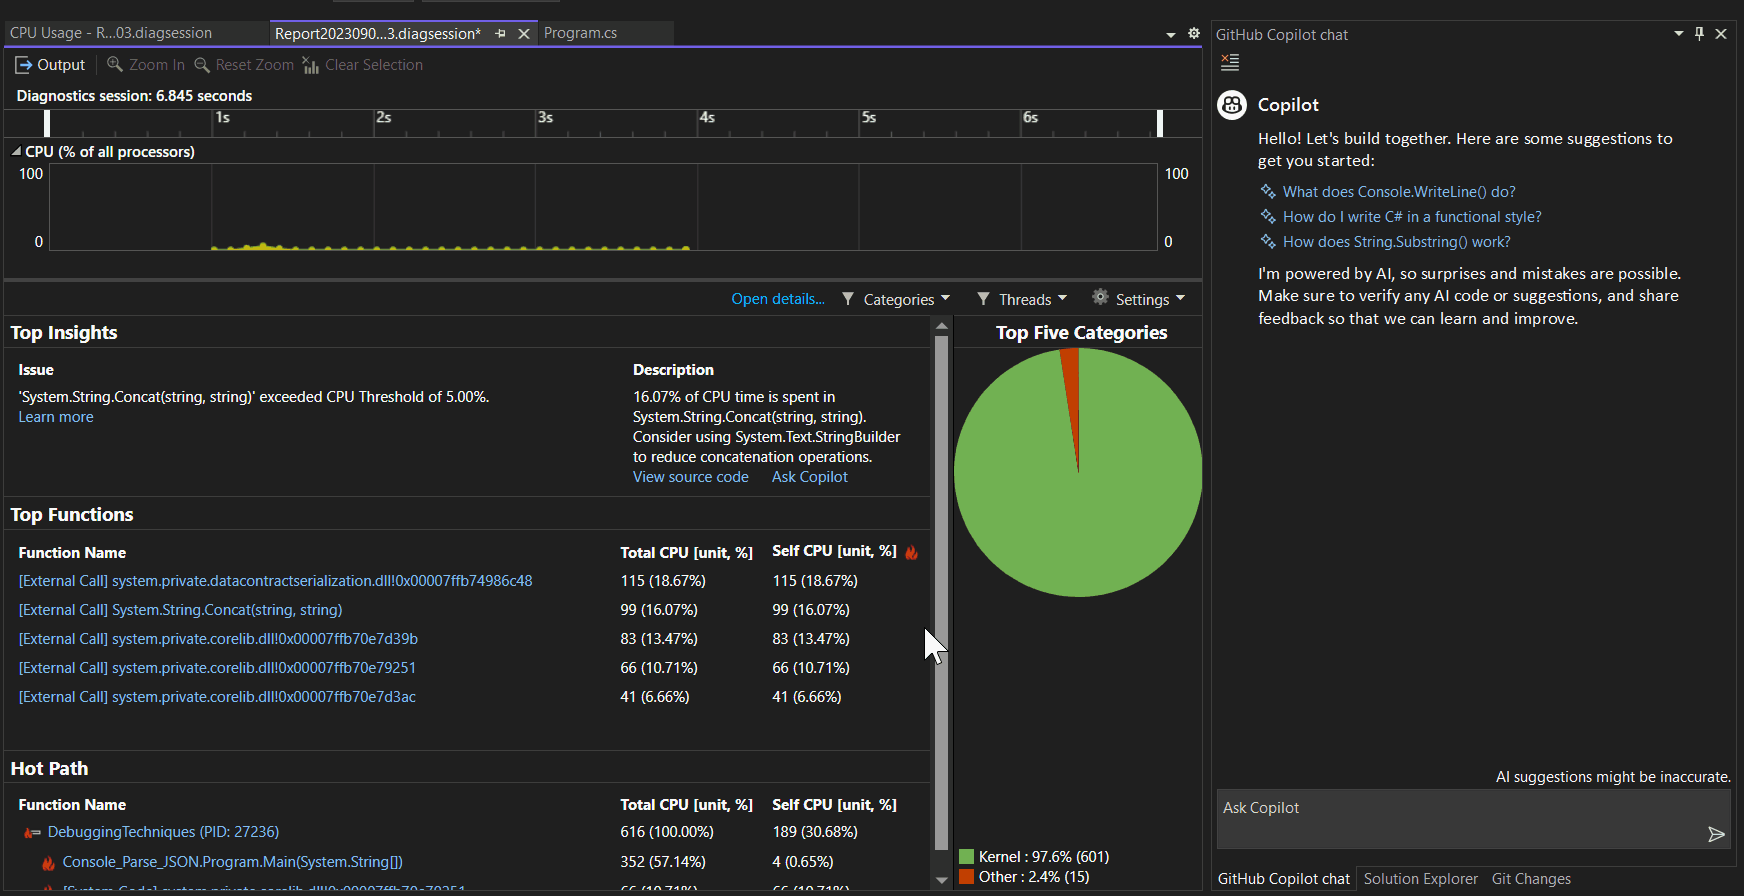 CPU Usage - R...03.diagsession
Report2023090...3.diagsession*
Program.cs
Output
Zoom In
Reset Zoom
Clear Selection
Diagnostics session: 6.845 seconds
1s 2s 3s 4s 5s 6s
CPU (% of all processors)
100 100
0 0
Open details...
Categories
Threads
Settings
Top Insights
Issue
Description
'System.String.Concat(string, string)' exceeded CPU Threshold of 5.00%.
Learn more
16.07% of CPU time is spent in
System.String.Concat(string, string).
Consider using System.Text.StringBuilder
to reduce concatenation operations.
View source code Ask Copilot
Top Functions
Function Name Total CPU [unit, %] Self CPU [unit, %]
[External Call] system.private.datacontractserialization.dll!0x00007ffb74986c48 115 (18.67%) 115 (18.67%)
[External Call] System.String.Concat(string, string) 99 (16.07%) 99 (16.07%)
[External Call] system.private.corelib.dll!0x00007ffb70e7d39b 83 (13.47%) 83 (13.47%)
[External Call] system.private.corelib.dll!0x00007ffb70e79251 66 (10.71%) 66 (10.71%)
[External Call] system.private.corelib.dll!0x00007ffb70e7d3ac 41 (6.66%) 41 (6.66%)
Hot Path
Function Name Total CPU [unit, %] Self CPU [unit, %]
DebuggingTechniques (PID: 27236) 616 (100.00%) 189 (30.68%)
Console_Parse_JSON.Program.Main(System.String[]) 352 (57.14%) 4 (0.65%)
Top Five Categories
Kernel : 97.6% (601)
Other : 2.4% (15)
GitHub Copilot chat
Copilot
Hello! Let's build together. Here are some suggestions to
get you started:
What does Console.WriteLine() do?
How do I write C# in a functional style?
How does String.Substring() work?
I'm powered by AI, so surprises and mistakes are possible.
Make sure to verify any AI code or suggestions, and share
feedback so that we can learn and improve.
AI suggestions might be inaccurate.
Ask Copilot
GitHub Copilot chat Solution Explorer Git Changes